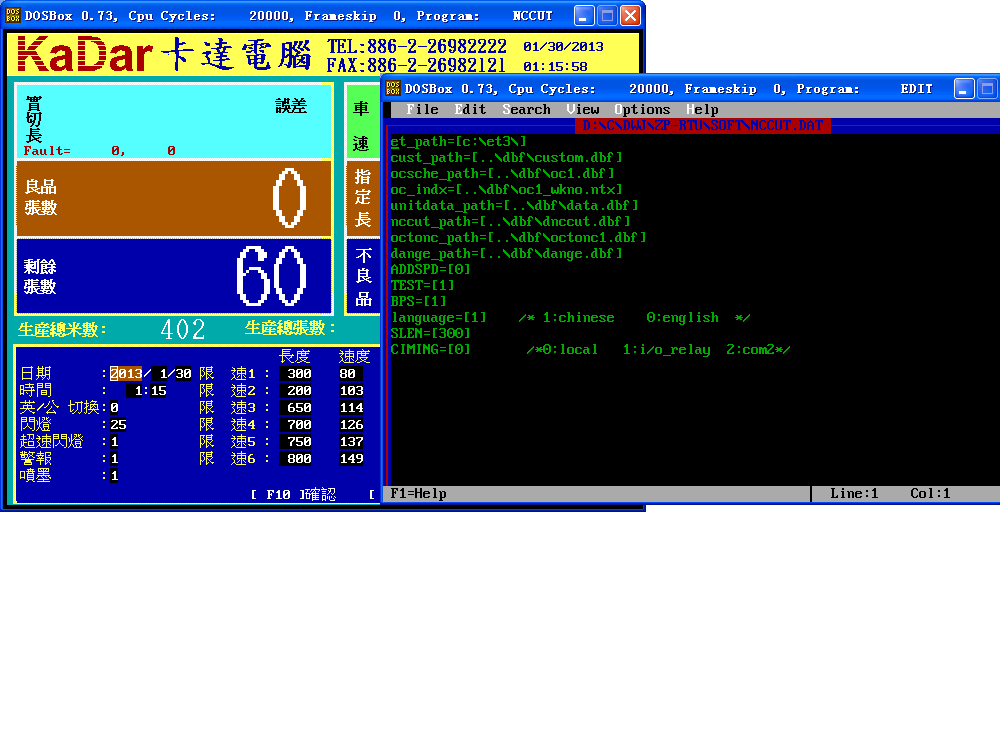 DOSBox 0.73, Cpu Cycles: 20000, Frameskip 0, Program: NCCUT
KaDar 卡達電腦 TEL:886-2-26982222 01/30/2013
FAX:886-2-26982121 01:15:58
實切長 誤差
Fault= 0, 0
車速
良品張數 0
指定長
剩餘張數 60
不良品
生産總米數: 402 生産總張數:
長度 速度
日期 :2013/ 1/30 限 速1 : 300 80
時間 : 1:15 限 速2 : 200 103
英/公 切換:0 限 速3 : 650 114
閃燈 :25 限 速4 : 700 126
超速閃燈 :1 限 速5 : 750 137
警報 :1 限 速6 : 800 149
噴墨 :1
[ F10 ]確認 [
DOS BOX
DOSBox 0.73, Cpu Cycles: 20000, Frameskip 0, Program: EDIT
File Edit Search View Options Help
D:\C\DWJ\ZP-RTU\SOFT\NCCUT.DAT
et_path=[c:\et3\]
cust_path=[..\dbf\custom.dbf]
ocsche_path=[..\dbf\oc1.dbf]
oc_indx=[..\dbf\oc1_wkno.ntx]
unitdata_path=[..\dbf\data.dbf]
nccut_path=[..\dbf\dnccut.dbf]
octonc_path=[..\dbf\octonc1.dbf]
dange_path=[..\dbf\dange.dbf]
ADDSPD=[0]
TEST=[1]
BPS=[1]
language=[1] /* 1:chinese 0:english */
SLEN=[300]
CIMING=[0] /*0:local 1:i/o_relay 2:com2*/
F1=Help Line:1 Col:1